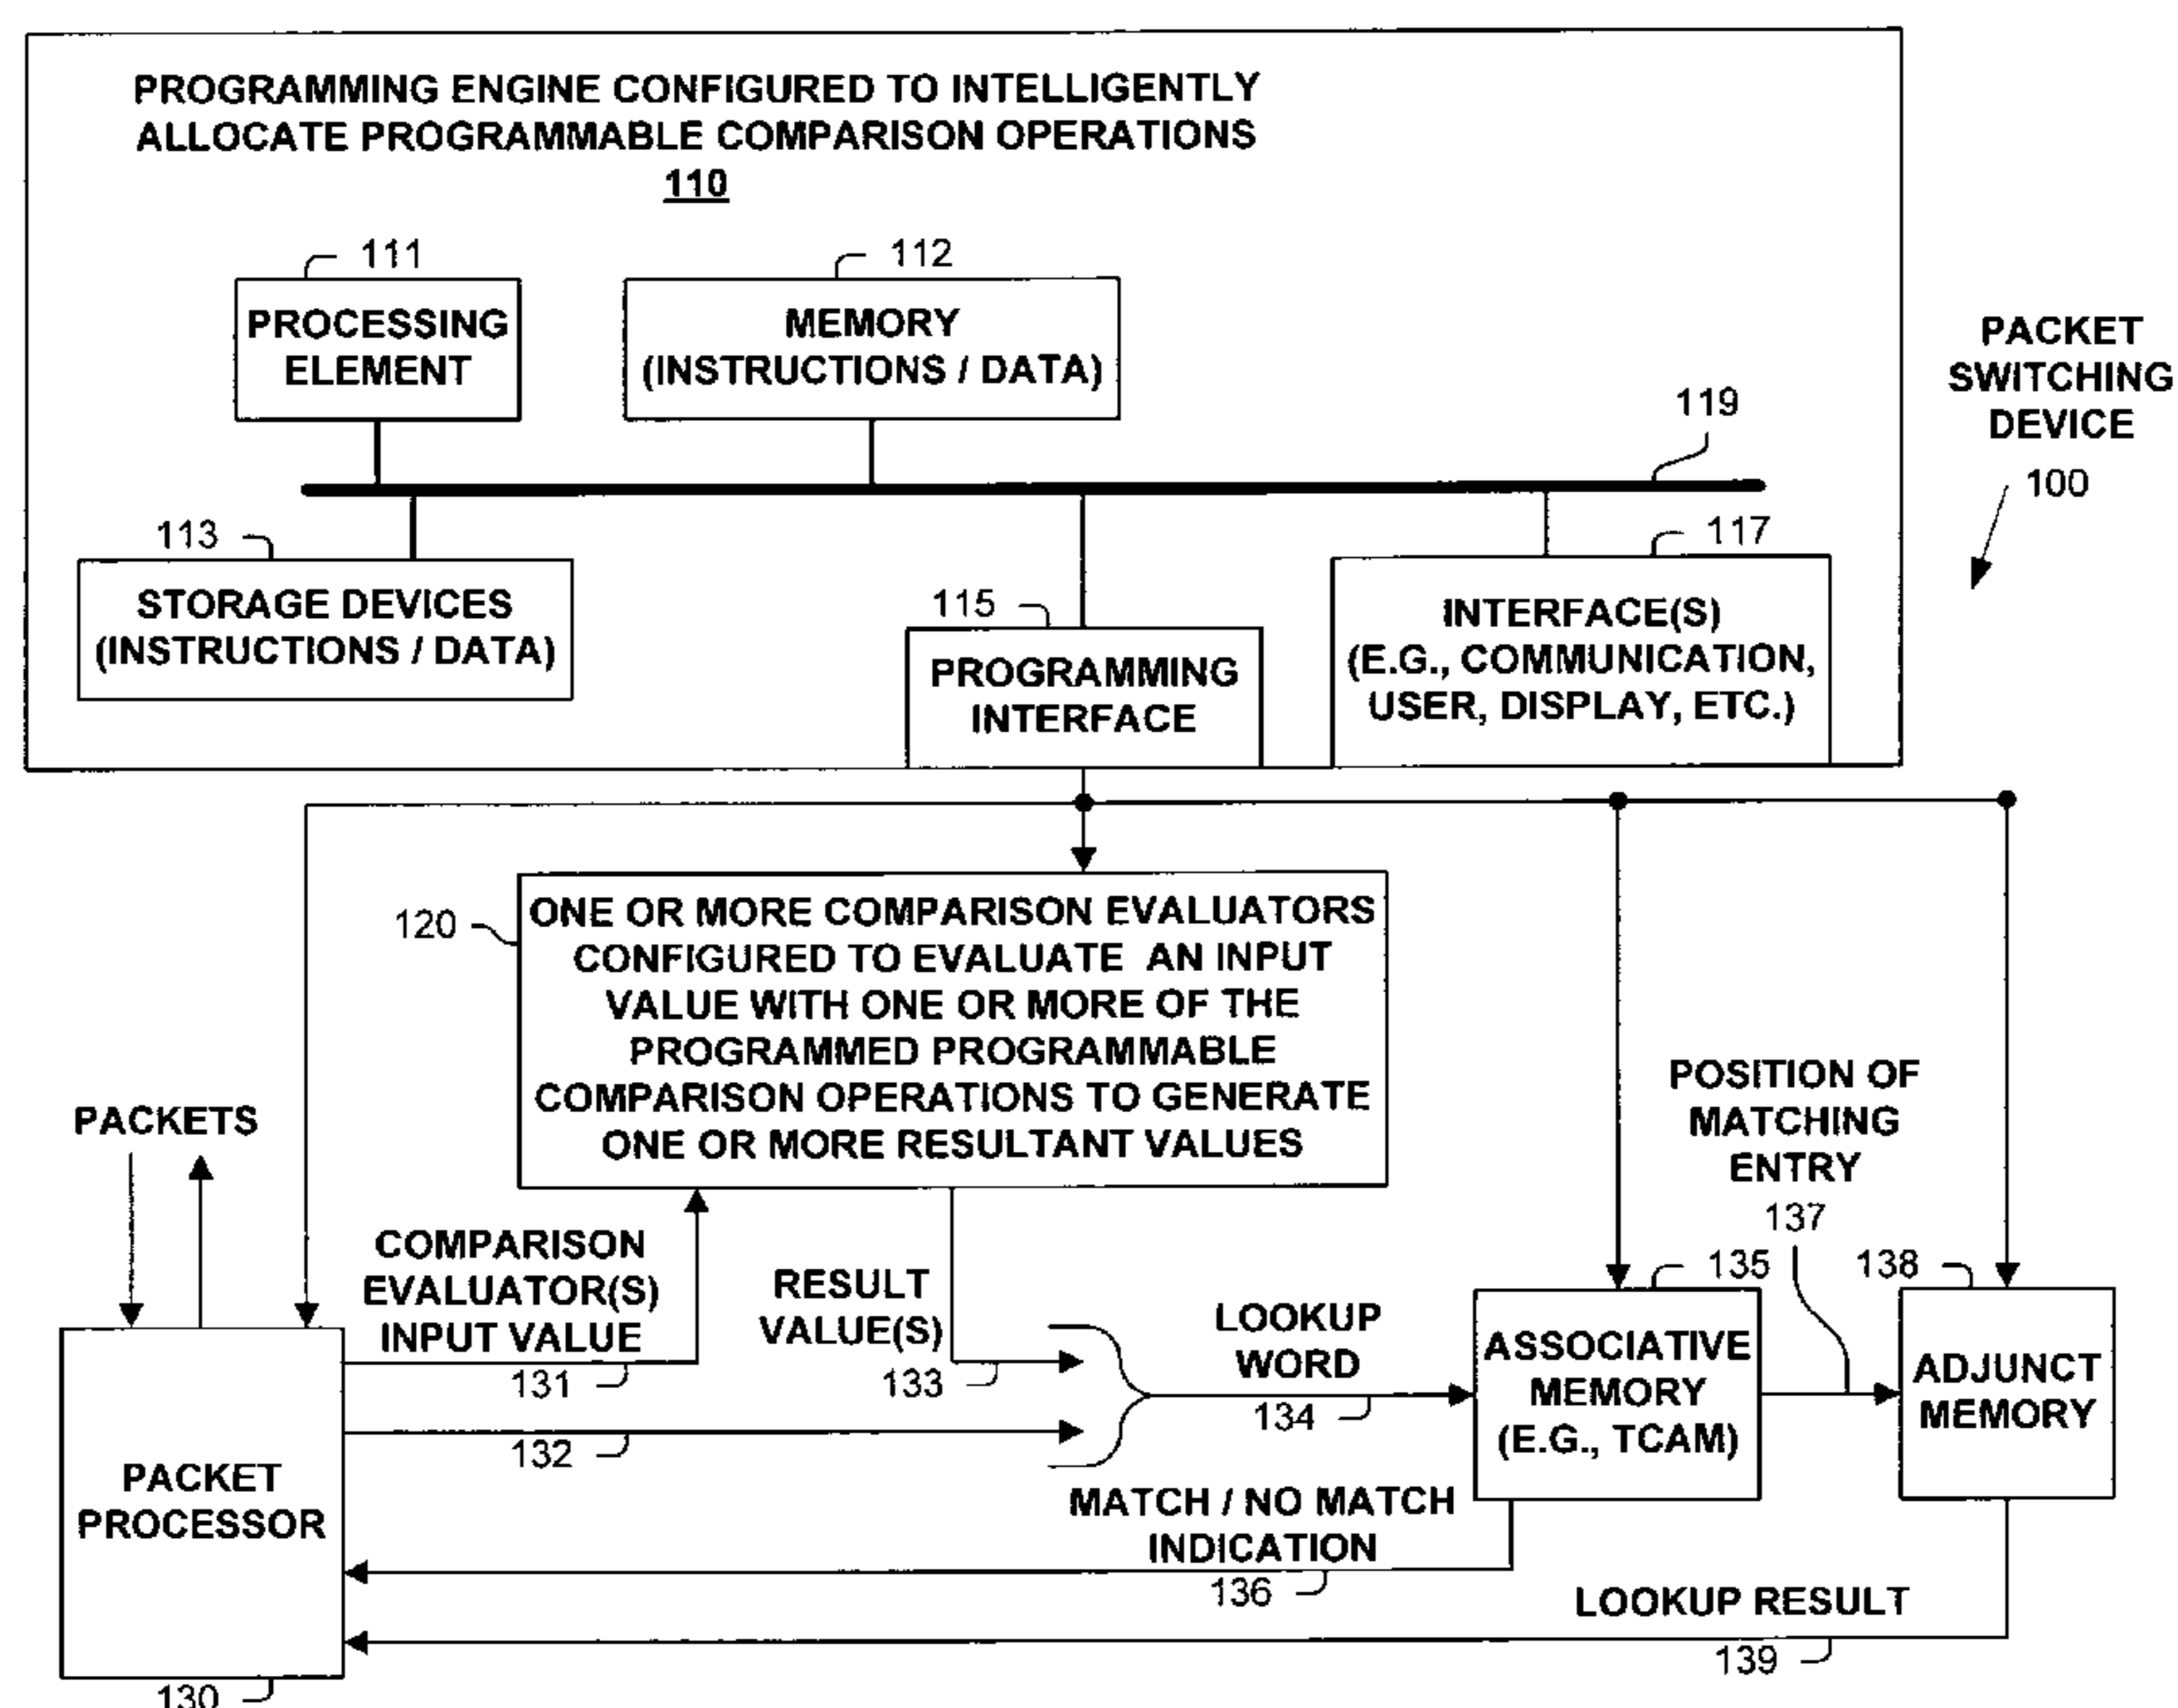 PROGRAMMING ENGINE CONFIGURED TO INTELLIGENTLY
ALLOCATE PROGRAMMABLE COMPARISON OPERATIONS
110
111
PROCESSING
ELEMENT
112
MEMORY
(INSTRUCTIONS / DATA)
119
PACKET
SWITCHING
DEVICE
100
113
STORAGE DEVICES
(INSTRUCTIONS / DATA)
115
PROGRAMMING
INTERFACE
117
INTERFACE(S)
(E.G., COMMUNICATION,
USER, DISPLAY, ETC.)
120
ONE OR MORE COMPARISON EVALUATORS
CONFIGURED TO EVALUATE AN INPUT
VALUE WITH ONE OR MORE OF THE
PROGRAMMED PROGRAMMABLE
COMPARISON OPERATIONS TO GENERATE
ONE OR MORE RESULTANT VALUES
PACKETS
COMPARISON
EVALUATOR(S)
INPUT VALUE
131
132
RESULT
VALUE(S)
133
LOOKUP
WORD
134
POSITION OF
MATCHING
ENTRY
137
135
ASSOCIATIVE
MEMORY
(E.G., TCAM)
138
ADJUNCT
MEMORY
PACKET
PROCESSOR
130
MATCH / NO MATCH
INDICATION
136
LOOKUP RESULT
139